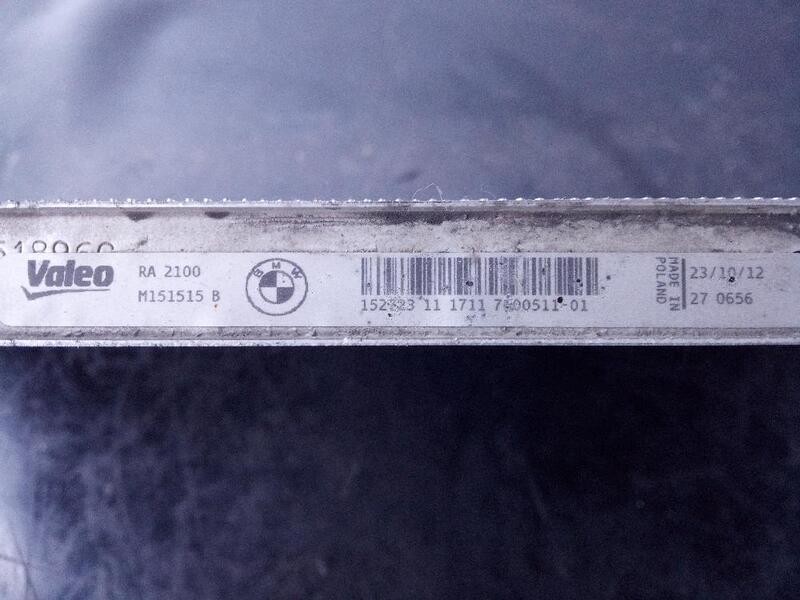 Valeo
RA 2100
M151515 B
BMW
11 1711
MADE IN
POLAND
23/10/12
27 0656